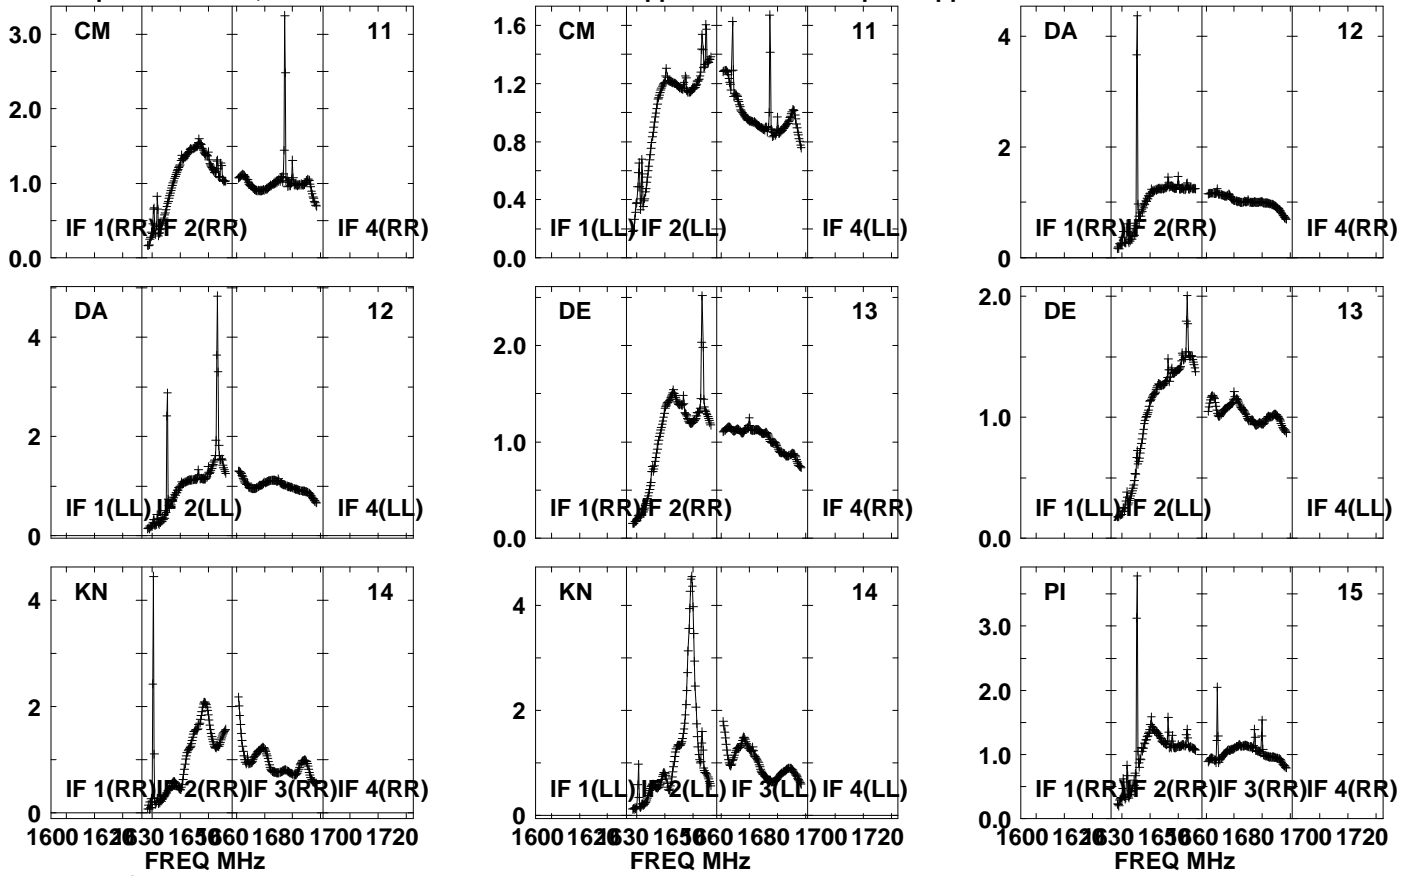 CM 11
3.0
2.0
1.0
0.0
IF 1(RR) IF 2(RR) IF 4(RR)
CM 11
1.6
1.2
0.8
0.4
0.0
IF 1(LL) IF 2(LL) IF 4(LL)
DA 12
4
2
0
IF 1(RR) IF 2(RR) IF 4(RR)
DA 12
4
2
0
IF 1(LL) IF 2(LL) IF 4(LL)
DE 13
2.0
1.0
0.0
IF 1(RR) IF 2(RR) IF 4(RR)
DE 13
2.0
1.0
0.0
IF 1(LL) IF 2(LL) IF 4(LL)
KN 14
4
2
0
IF 1(RR) IF 2(RR) IF 3(RR) IF 4(RR)
1600 1630 1660 1700 1720
FREQ MHz
KN 14
4
2
0
IF 1(LL) IF 2(LL) IF 3(LL) IF 4(LL)
1600 1630 1660 1700 1720
FREQ MHz
PI 15
3.0
2.0
1.0
0.0
IF 1(RR) IF 2(RR) IF 3(RR) IF 4(RR)
1600 1630 1660 1700 1720
FREQ MHz